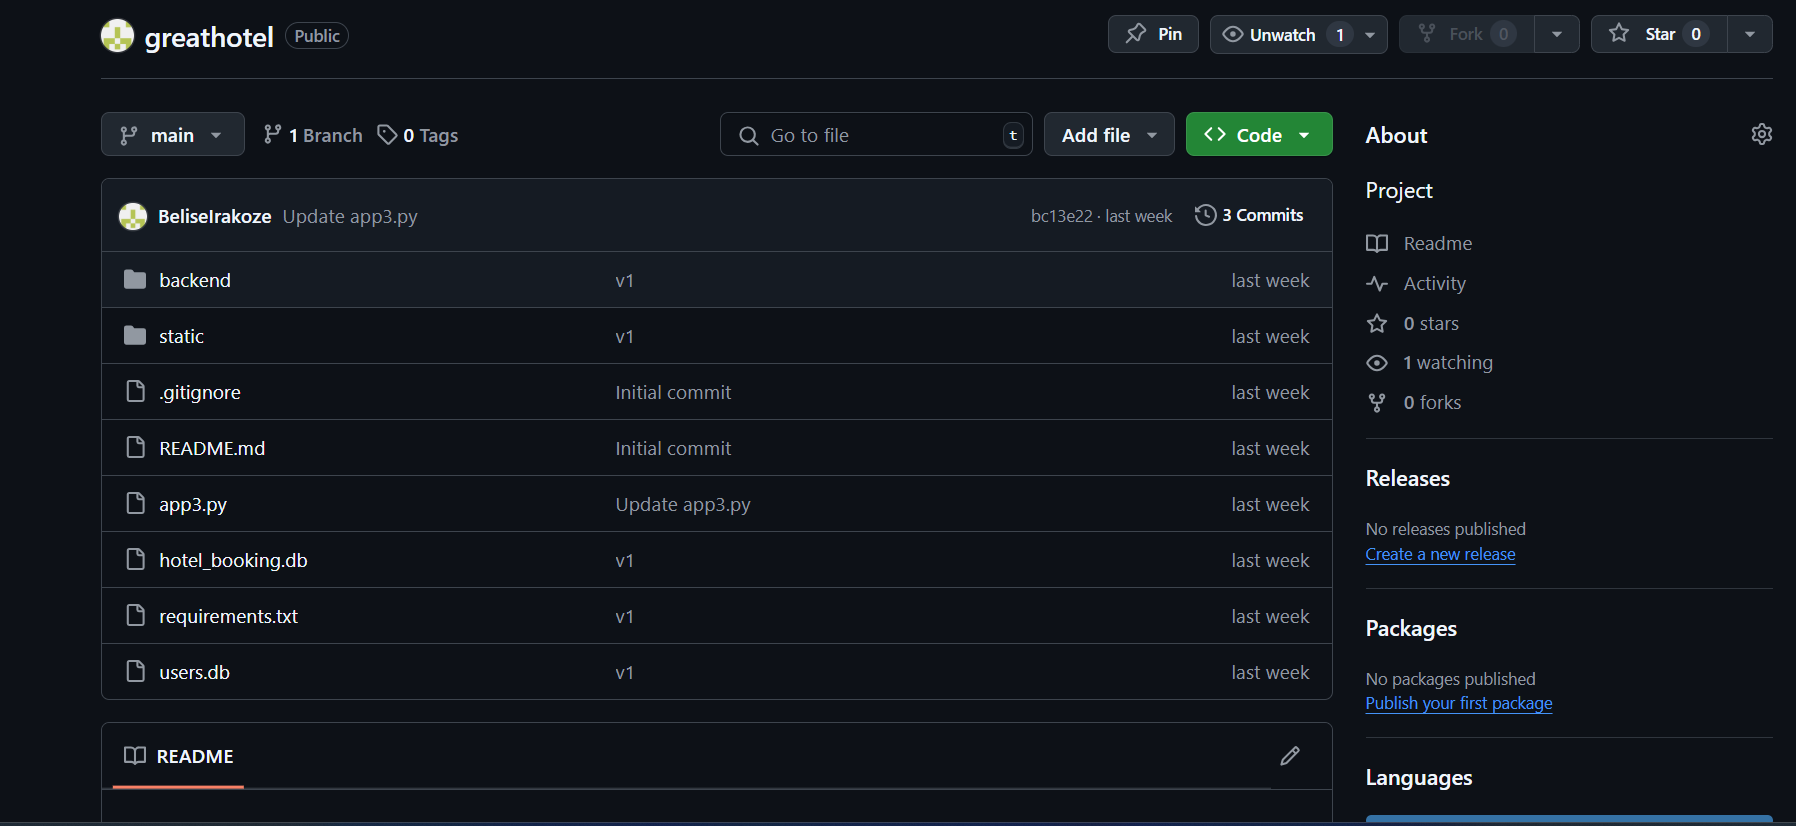 greathotel Public Pin Unwatch 1 Fork 0 Star 0
main 1 Branch 0 Tags Go to file t Add file Code
BeliseIrakoze Update app3.py bc13e22 · last week 3 Commits
backend v1 last week
static v1 last week
.gitignore Initial commit last week
README.md Initial commit last week
app3.py Update app3.py last week
hotel_booking.db v1 last week
requirements.txt v1 last week
users.db v1 last week
README
About
Project
Readme
Activity
0 stars
1 watching
0 forks
Releases
No releases published
Create a new release
Packages
No packages published
Publish your first package
Languages